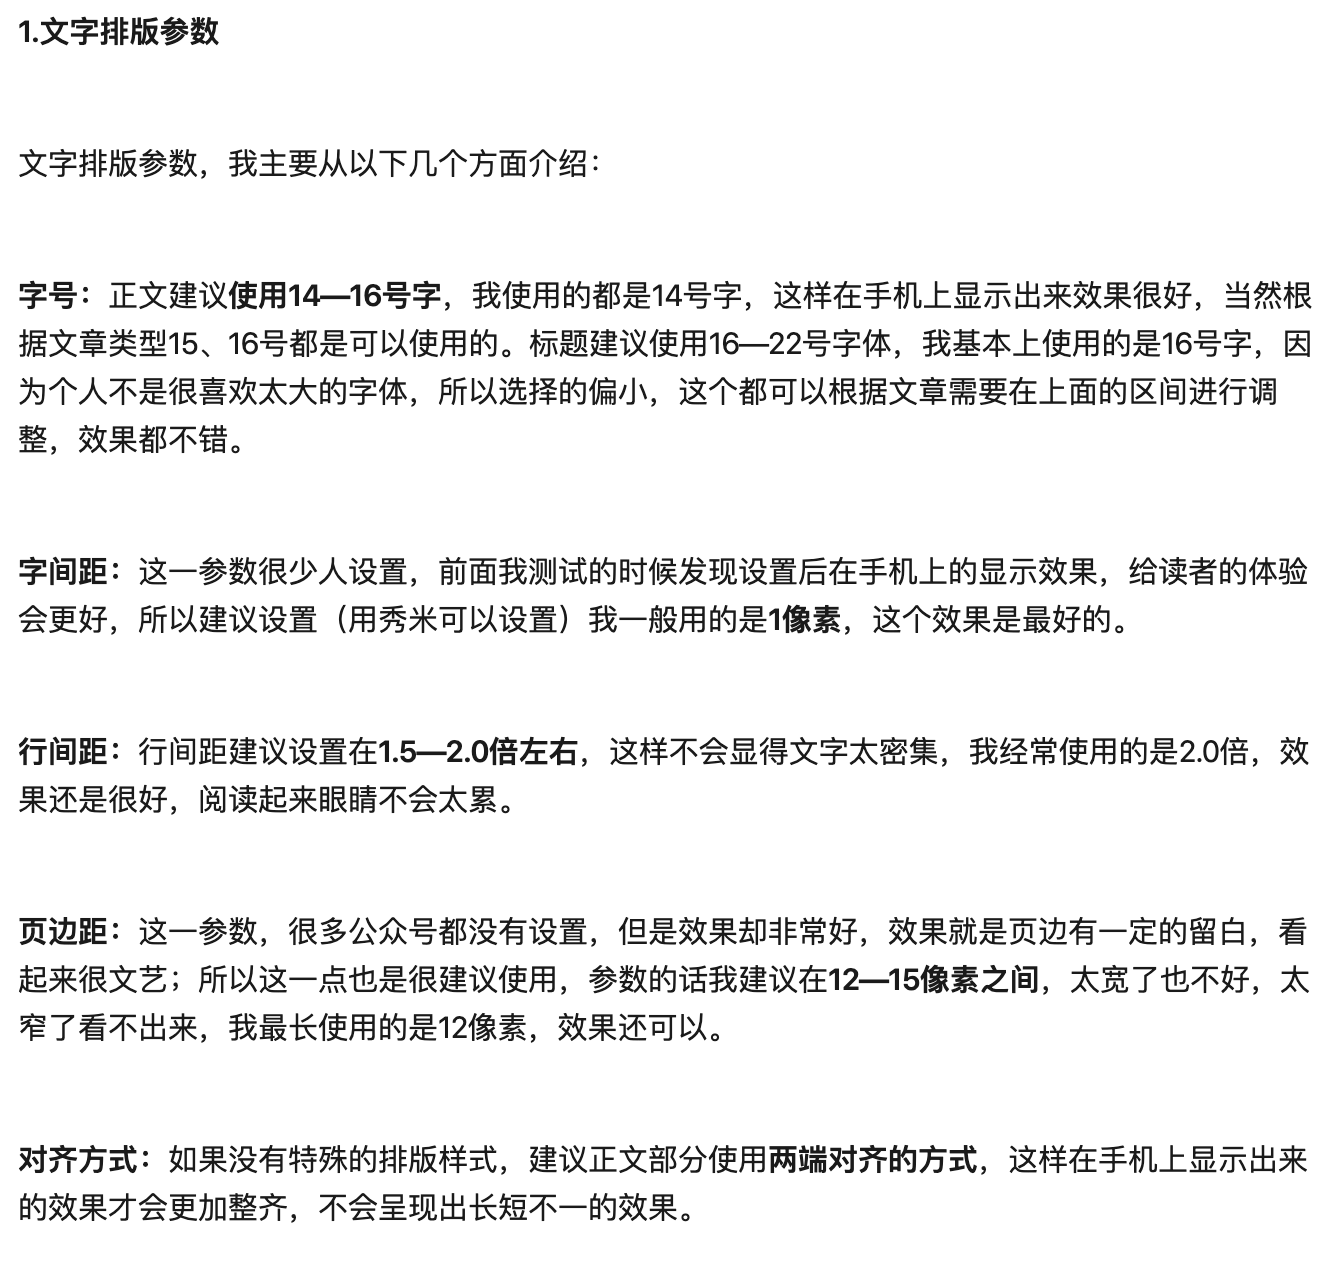 1.文字排版参数
文字排版参数，我主要从以下几个方面介绍：
字号：正文建议使用14—16号字，我使用的都是14号字，这样在手机上显示出来效果很好，当然根
据文章类型15、16号都是可以使用的。标题建议使用16—22号字体，我基本上使用的是16号字，因
为个人不是很喜欢太大的字体，所以选择的偏小，这个都可以根据文章需要在上面的区间进行调
整，效果都不错。
字间距：这一参数很少人设置，前面我测试的时候发现设置后在手机上的显示效果，给读者的体验
会更好，所以建议设置（用秀米可以设置）我一般用的是1像素，这个效果是最好的。
行间距：行间距建议设置在1.5—2.0倍左右，这样不会显得文字太密集，我经常使用的是2.0倍，效
果还是很好，阅读起来眼睛不会太累。
页边距：这一参数，很多公众号都没有设置，但是效果却非常好，效果就是页边有一定的留白，看
起来很文艺；所以这一点也是很建议使用，参数的话我建议在12—15像素之间，太宽了也不好，太
窄了看不出来，我最长使用的是12像素，效果还可以。
对齐方式：如果没有特殊的排版样式，建议正文部分使用两端对齐的方式，这样在手机上显示出来
的效果才会更加整齐，不会呈现出长短不一的效果。